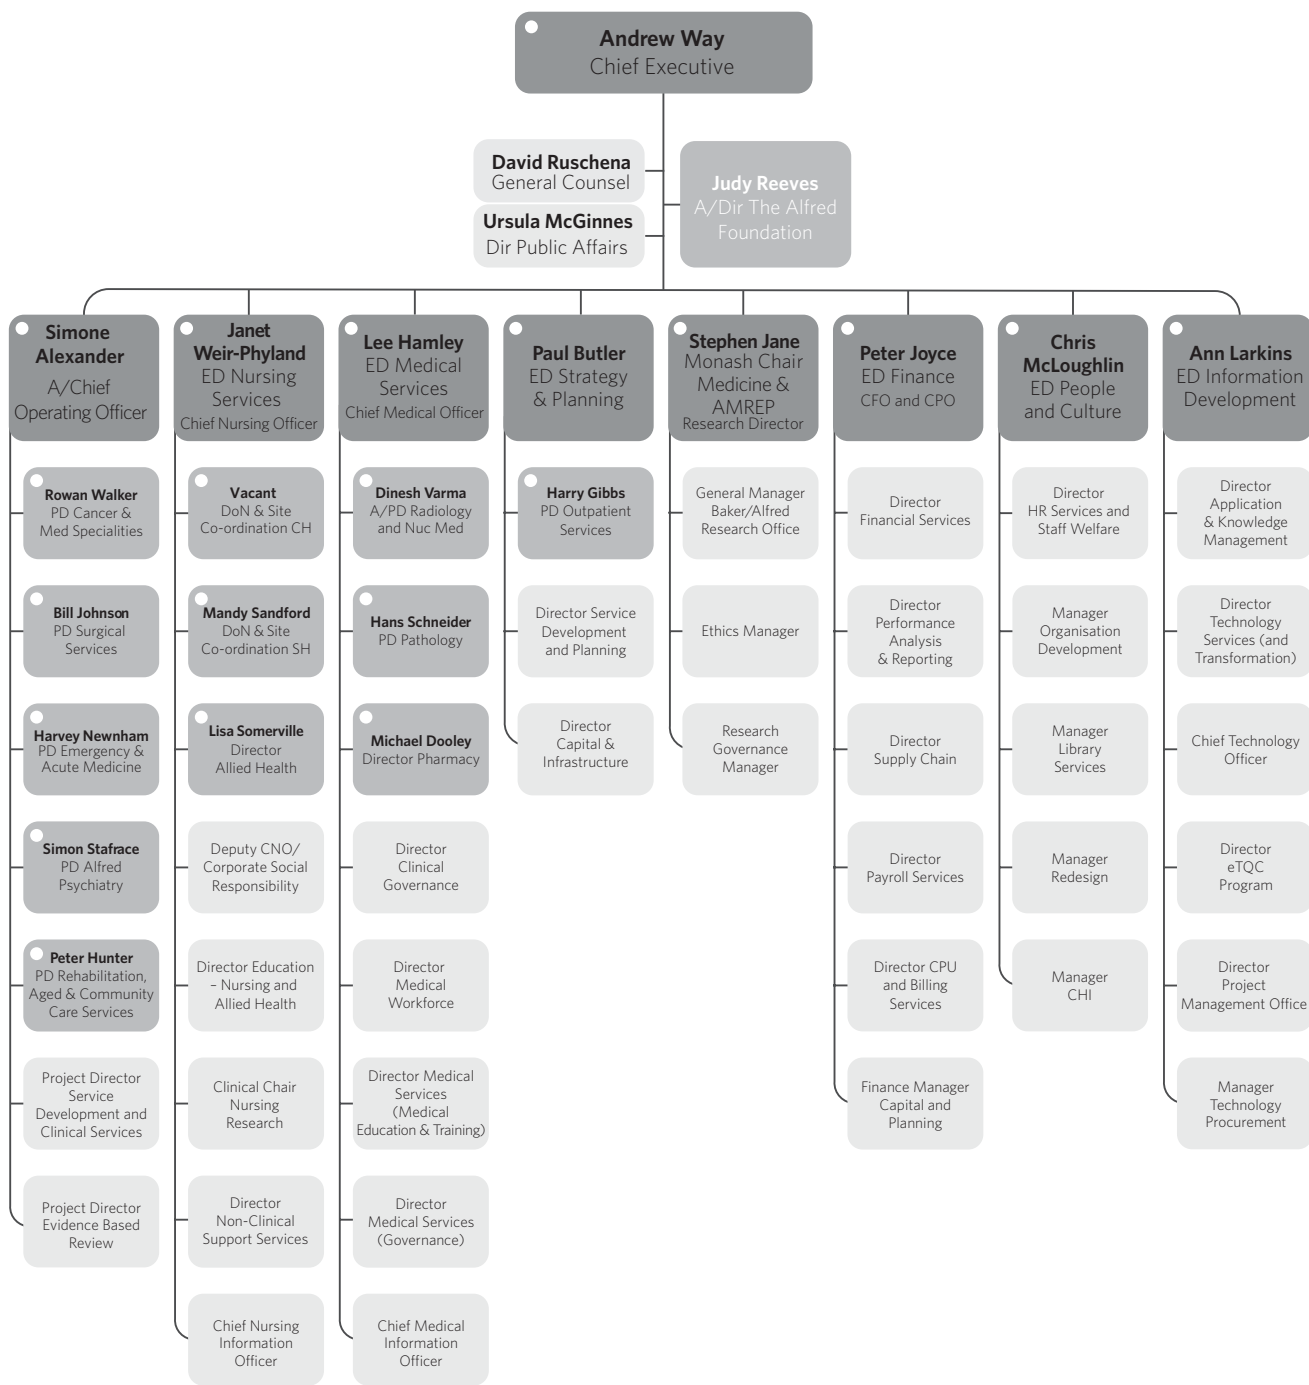 Andrew Way
Chief Executive
David Ruschena
General Counsel
Ursula McGinnes
Dir Public Affairs
Judy Reeves
A/Dir The Alfred
Foundation
Simone
Alexander
A/Chief
Operating Officer
Rowan Walker
PD Cancer &
Med Specialities
Bill Johnson
PD Surgical
Services
Harvey Newnham
PD Emergency &
Acute Medicine
Simon Stafrace
PD Alfred
Psychiatry
Peter Hunter
PD Rehabilitation,
Aged & Community
Care Services
Project Director
Service
Development and
Clinical Services
Project Director
Evidence Based
Review
Janet
Weir-Phyland
ED Nursing
Services
Chief Nursing Officer
Vacant
DoN & Site
Co-ordination CH
Mandy Sandford
DoN & Site
Co-ordination SH
Lisa Somerville
Director
Allied Health
Deputy CNO/
Corporate Social
Responsibility
Director Education
– Nursing and
Allied Health
Clinical Chair
Nursing
Research
Director
Non-Clinical
Support Services
Chief Nursing
Information
Officer
Lee Hamley
ED Medical
Services
Chief Medical Officer
Dinesh Varma
A/PD Radiology
and Nuc Med
Hans Schneider
PD Pathology
Michael Dooley
Director Pharmacy
Director
Clinical
Governance
Director
Medical
Workforce
Director Medical
Services
(Medical
Education & Training)
Director
Medical Services
(Governance)
Chief Medical
Information
Officer
Paul Butler
ED Strategy
& Planning
Harry Gibbs
PD Outpatient
Services
Director Service
Development
and Planning
Director
Capital &
Infrastructure
Stephen Jane
Monash Chair
Medicine &
AMREP
Research Director
General Manager
Baker/Alfred
Research Office
Ethics Manager
Research
Governance
Manager
Peter Joyce
ED Finance
CFO and CPO
Director
Financial Services
Director
Performance
Analysis
& Reporting
Director
Supply Chain
Director
Payroll Services
Director CPU
and Billing
Services
Finance Manager
Capital and
Planning
Chris
McLoughlin
ED People
and Culture
Director
HR Services and
Staff Welfare
Manager
Organisation
Development
Manager
Library
Services
Manager
Redesign
Manager
CHI
Ann Larkins
ED Information
Development
Director
Application
& Knowledge
Management
Director
Technology
Services (and
Transformation)
Chief Technology
Officer
Director
eTQC
Program
Director
Project
Management Office
Manager
Technology
Procurement